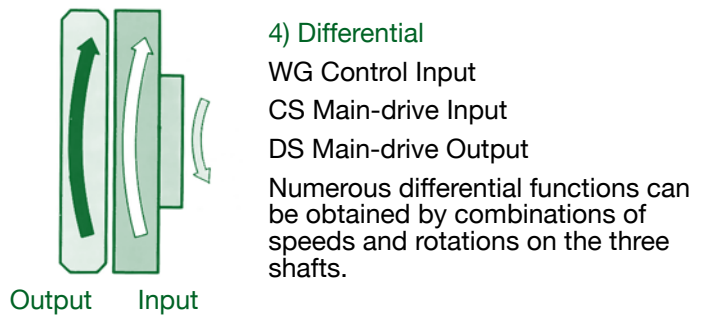 4) Differential
WG Control Input
CS Main-drive Input
DS Main-drive Output
Numerous differential functions can
be obtained by combinations of
speeds and rotations on the three
shafts.
Output Input